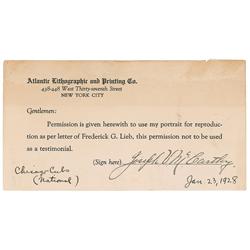 Atlantic Lithographic and Printing Co.
438-448 West Thirty-seventh Street
NEW YORK CITY
Gentlemen:
Permission is given herewith to use my portrait for reproduc-
tion as per letter of Frederick G. Lieb, this permission not to be used
as a testimonial.
(Sign here) Joseph V McCarthy
Chicago Cubs
(National)
Jan. 23, 1928